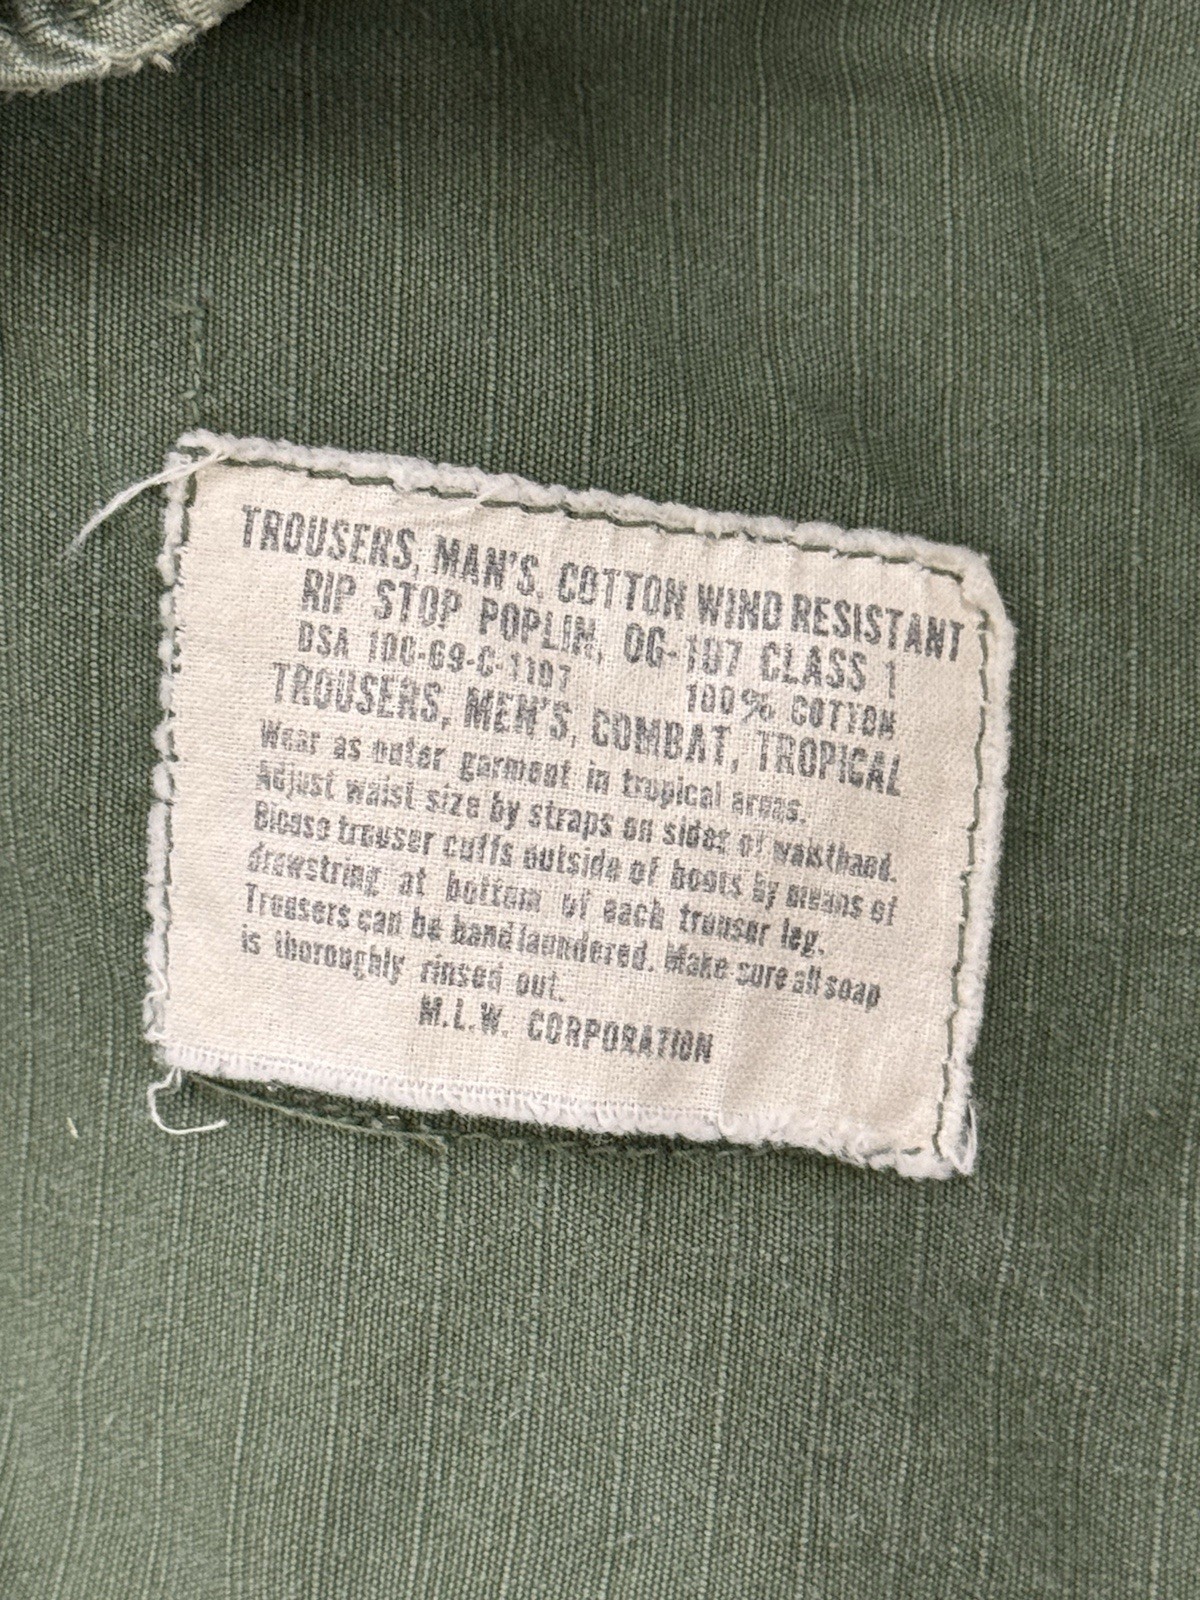 TROUSERS, MAN'S, COTTON WIND RESISTANT
RIP STOP POPLIN, OG-107 CLASS 1
DSA 100-69-C-1197 100% COTTON
TROUSERS, MEN'S, COMBAT, TROPICAL
Wear as outer garment in tropical areas.
Adjust waist size by straps on sides of waistband.
Blouse trouser cuffs outside of boots by means of
drawstring at bottom of each trouser leg.
Trousers can be hand laundered. Make sure all soap
is thoroughly rinsed out.
M.L.W. CORPORATION